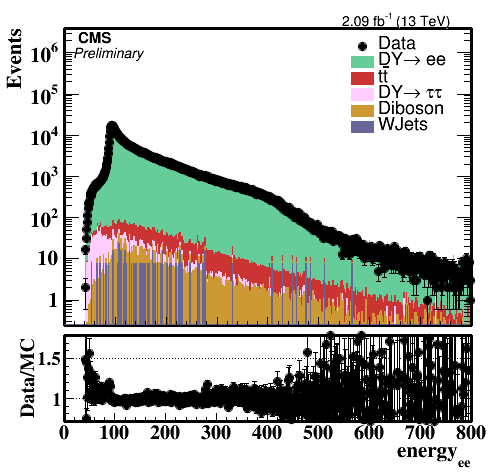 2.09 fb⁻¹ (13 TeV)
CMS
Preliminary
Events
10⁶
10⁵
10⁴
10³
10²
10
1
Data
DY→ ee
tt̄
DY→ ττ
Diboson
WJets
Data/MC
1.5
1
0 100 200 300 400 500 600 700 800
energy_ee